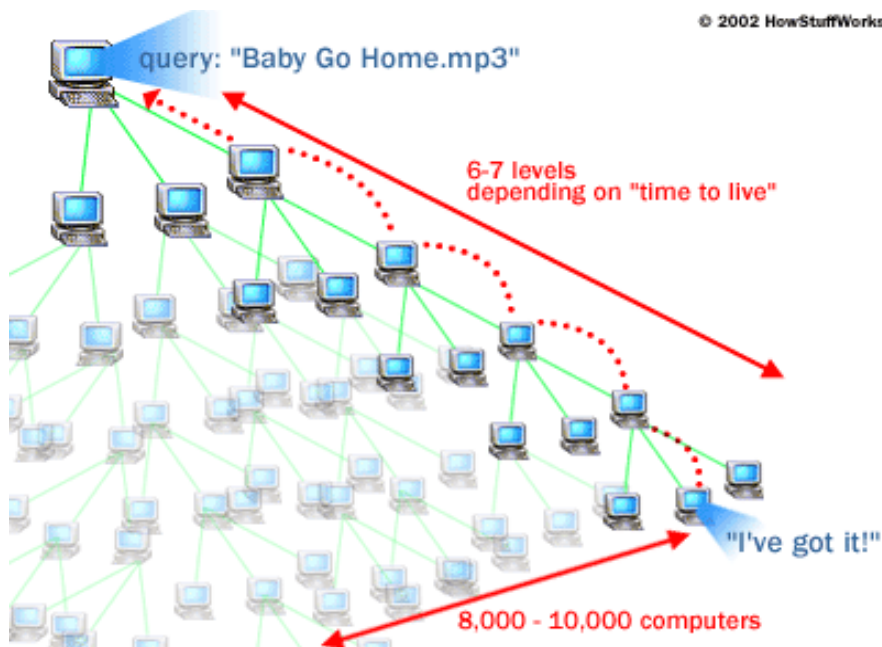 © 2002 HowStuffWorks
query: "Baby Go Home.mp3"
6-7 levels
depending on "time to live"
"I've got it!"
8,000 - 10,000 computers